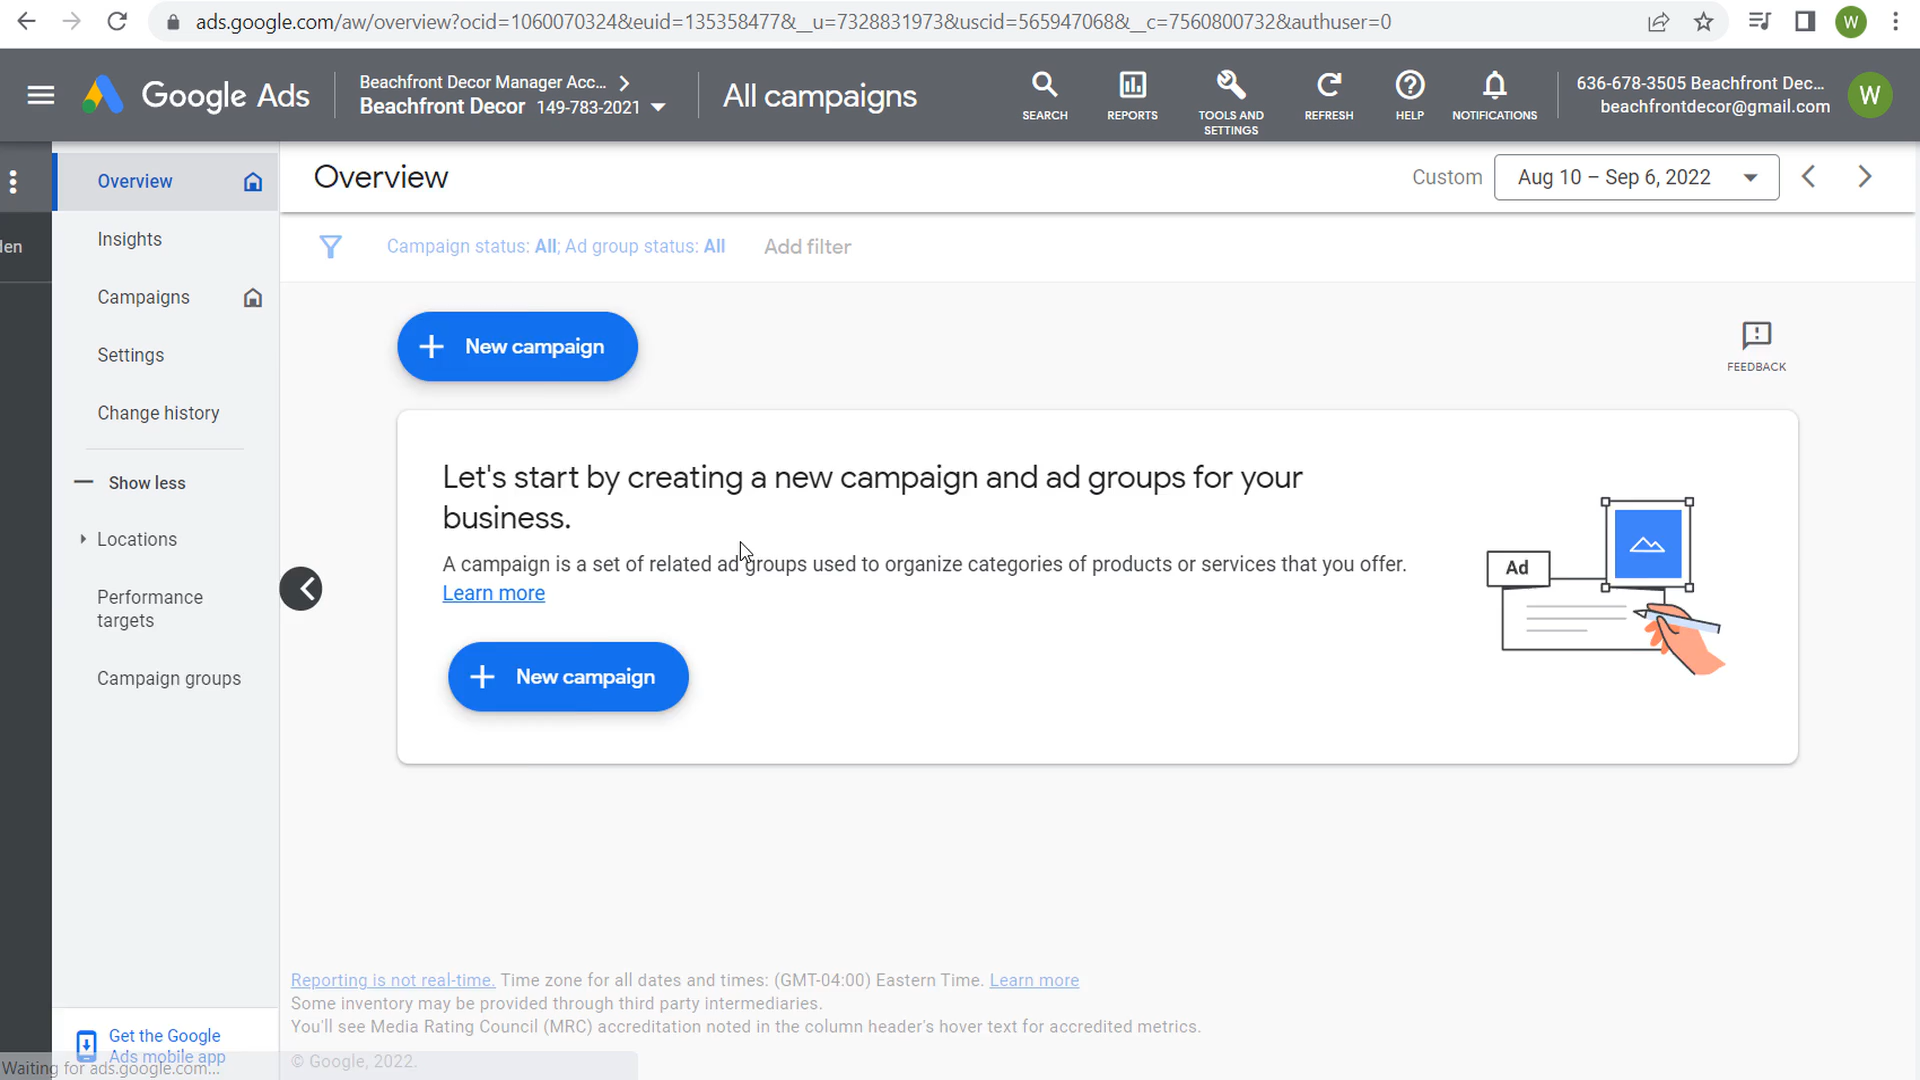 ads.google.com/aw/overview?ocid=1060070324&euid=135358477&__u=7328831973&uscid=565947068&__c=7560800732&authuser=0
W
Google Ads
Beachfront Decor Manager Acc...
Beachfront Decor 149-783-2021
All campaigns
SEARCH
REPORTS
TOOLS AND
SETTINGS
REFRESH
HELP
NOTIFICATIONS
636-678-3505 Beachfront Dec...
beachfrontdecor@gmail.com
W
Overview
Insights
Campaigns
Settings
Change history
Show less
Locations
Performance
targets
Campaign groups
Get the Google
Ads mobile app
Waiting for ads.google.com...
Overview
Custom
Aug 10 – Sep 6, 2022
Campaign status: All; Ad group status: All
Add filter
New campaign
FEEDBACK
Let's start by creating a new campaign and ad groups for your
business.
A campaign is a set of related ad groups used to organize categories of products or services that you offer.
Learn more
New campaign
Ad
Reporting is not real-time. Time zone for all dates and times: (GMT-04:00) Eastern Time. Learn more
Some inventory may be provided through third party intermediaries.
You'll see Media Rating Council (MRC) accreditation noted in the column header's hover text for accredited metrics.
© Google, 2022.